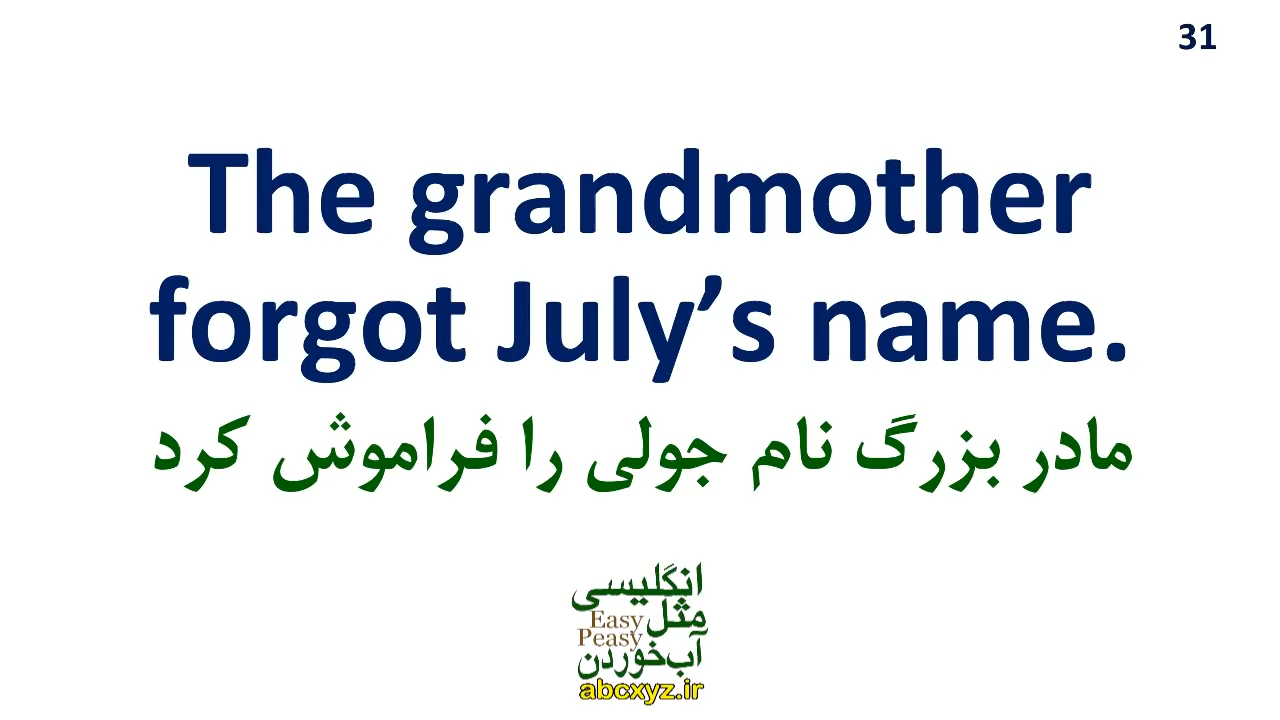 31
The grandmother
forgot July’s name.
مادر بزرگ نام جولی را فراموش کرد
انگلیسی
مثل
Easy
Peasy
آب‌خوردن
abcxyz.ir